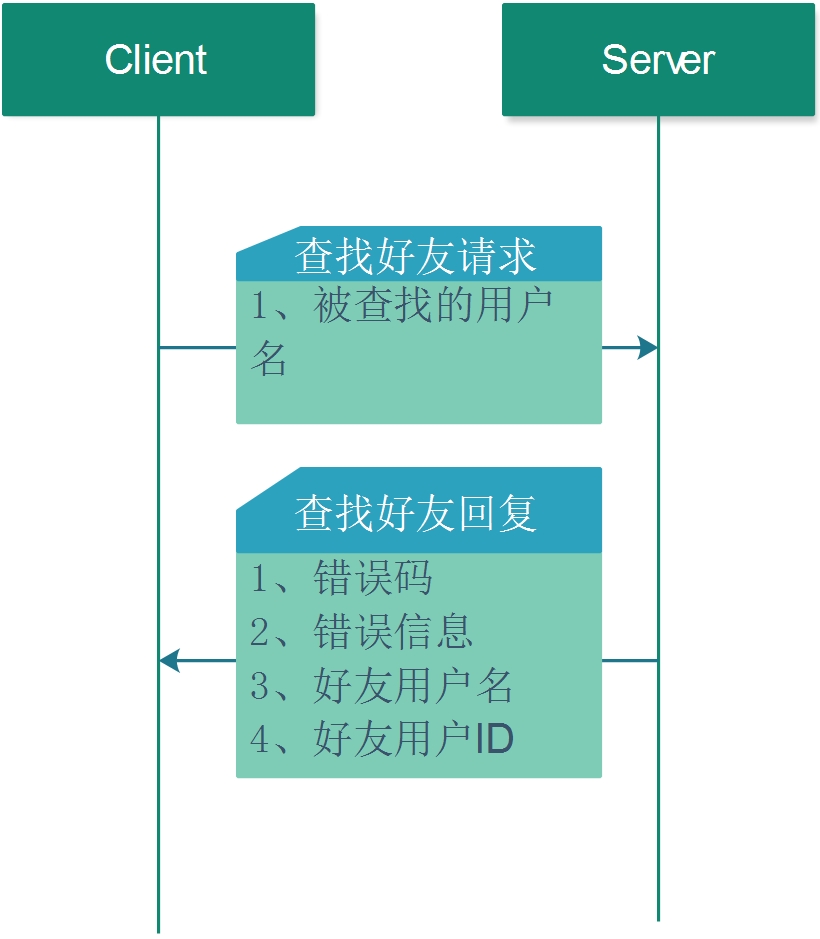 Client
Server
查找好友请求
1、被查找的用户
名
查找好友回复
1、错误码
2、错误信息
3、好友用户名
4、好友用户ID